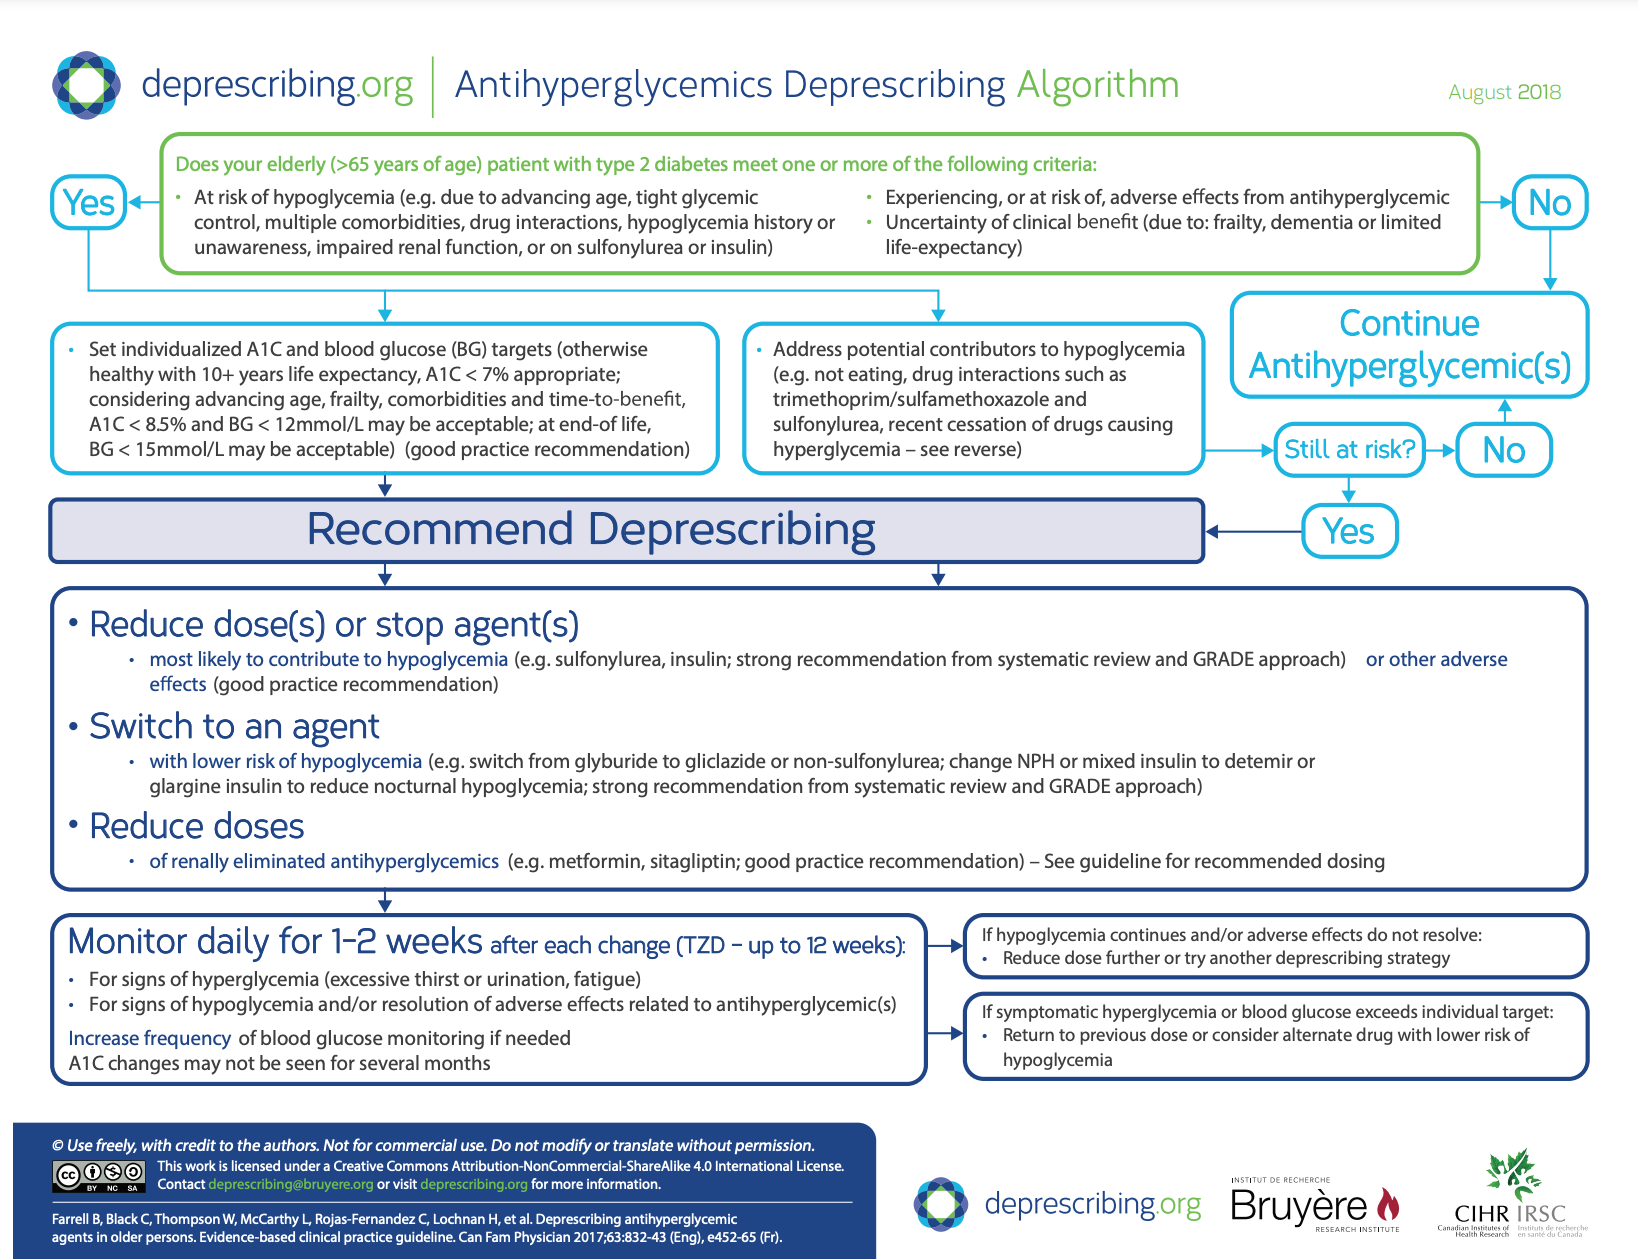 deprescribing.org | Antihyperglycemics Deprescribing Algorithm
August 2018
Does your elderly (>65 years of age) patient with type 2 diabetes meet one or more of the following criteria:
• At risk of hypoglycemia (e.g. due to advancing age, tight glycemic
control, multiple comorbidities, drug interactions, hypoglycemia history or
unawareness, impaired renal function, or on sulfonylurea or insulin)
• Experiencing, or at risk of, adverse effects from antihyperglycemic
• Uncertainty of clinical benefit (due to: frailty, dementia or limited
life-expectancy)
Yes
No
• Set individualized A1C and blood glucose (BG) targets (otherwise
healthy with 10+ years life expectancy, A1C < 7% appropriate;
considering advancing age, frailty, comorbidities and time-to-benefit,
A1C < 8.5% and BG < 12mmol/L may be acceptable; at end-of life,
BG < 15mmol/L may be acceptable) (good practice recommendation)
• Address potential contributors to hypoglycemia
(e.g. not eating, drug interactions such as
trimethoprim/sulfamethoxazole and
sulfonylurea, recent cessation of drugs causing
hyperglycemia – see reverse)
Continue
Antihyperglycemic(s)
Still at risk?
No
Yes
Recommend Deprescribing
• Reduce dose(s) or stop agent(s)
• most likely to contribute to hypoglycemia (e.g. sulfonylurea, insulin; strong recommendation from systematic review and GRADE approach) or other adverse
effects (good practice recommendation)
• Switch to an agent
• with lower risk of hypoglycemia (e.g. switch from glyburide to gliclazide or non-sulfonylurea; change NPH or mixed insulin to detemir or
glargine insulin to reduce nocturnal hypoglycemia; strong recommendation from systematic review and GRADE approach)
• Reduce doses
• of renally eliminated antihyperglycemics (e.g. metformin, sitagliptin; good practice recommendation) – See guideline for recommended dosing
Monitor daily for 1-2 weeks after each change (TZD – up to 12 weeks):
• For signs of hyperglycemia (excessive thirst or urination, fatigue)
• For signs of hypoglycemia and/or resolution of adverse effects related to antihyperglycemic(s)
Increase frequency of blood glucose monitoring if needed
A1C changes may not be seen for several months
If hypoglycemia continues and/or adverse effects do not resolve:
• Reduce dose further or try another deprescribing strategy
If symptomatic hyperglycemia or blood glucose exceeds individual target:
• Return to previous dose or consider alternate drug with lower risk of
hypoglycemia
© Use freely, with credit to the authors. Not for commercial use. Do not modify or translate without permission.
cc BY NC SA
This work is licensed under a Creative Commons Attribution-NonCommercial-ShareAlike 4.0 International License.
Contact deprescribing@bruyere.org or visit deprescribing.org for more information.
Farrell B, Black C, Thompson W, McCarthy L, Rojas-Fernandez C, Lochnan H, et al. Deprescribing antihyperglycemic
agents in older persons. Evidence-based clinical practice guideline. Can Fam Physician 2017;63:832-43 (Eng), e452-65 (Fr).
deprescribing.org
INSTITUT DE RECHERCHE
Bruyère
RESEARCH INSTITUTE
CIHR IRSC
Canadian Institutes of Instituts de recherche
Health Research en santé du Canada